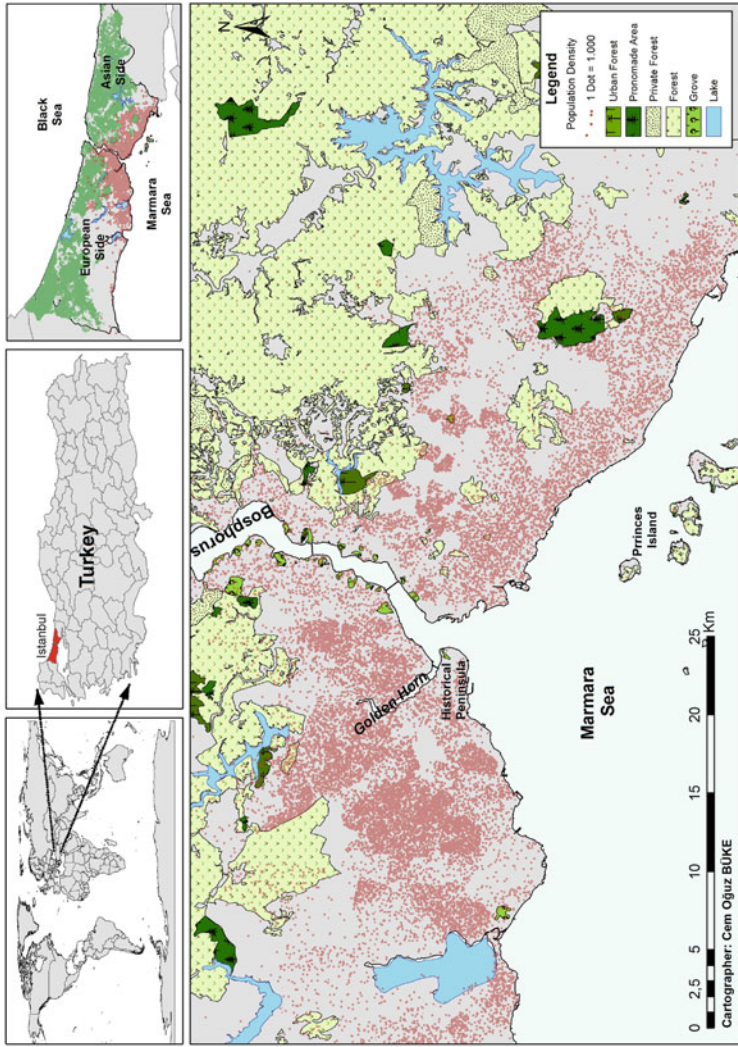 Istanbul
Turkey
Black
Sea
European
Side
Asian
Side
Marmara
Sea
N
Bosphorus
Golden Horn
Historical
Peninsula
Marmara
Sea
Prrinces
Island
0 2,5 5 10 15 20 25
Km
Cartographer: Cem Oğuz BÜKE
Legend
Population Density
1 Dot = 1.000
Urban Forest
Pronomade Area
Private Forest
Forest
Grove
Lake